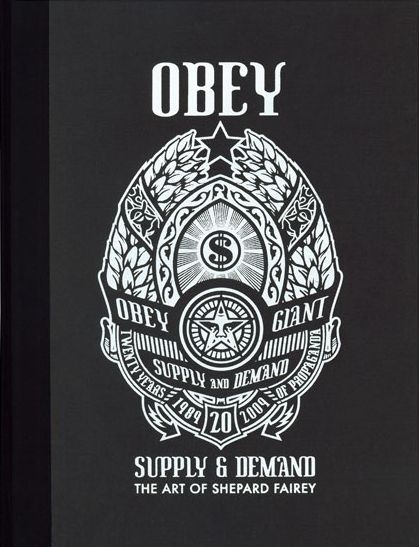 OBEY
$
OBEY GIANT
SUPPLY AND DEMAND
TWENTY YEARS OF PROPAGANDA
1989 20 2009
SUPPLY & DEMAND
THE ART OF SHEPARD FAIREY